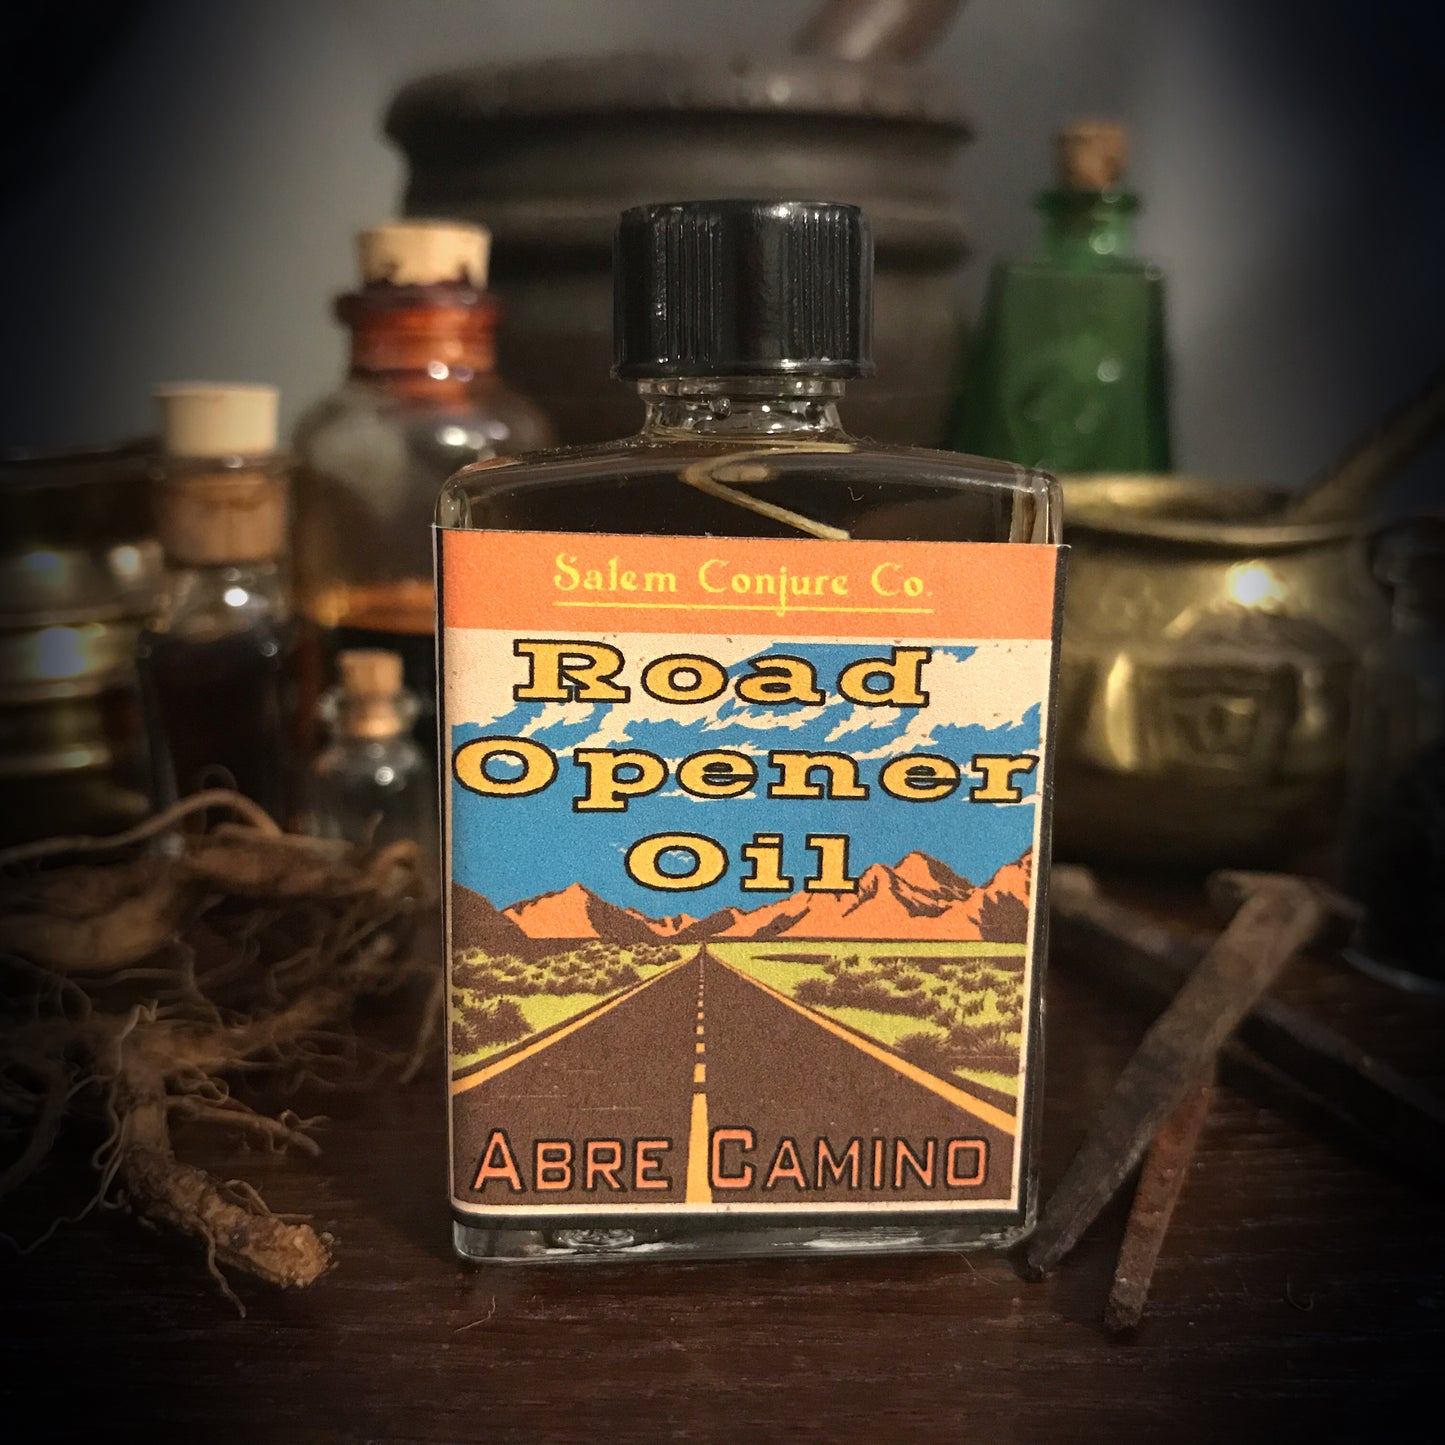 Salem Conjure Co.
Road
Opener
Oil
ABRE CAMINO